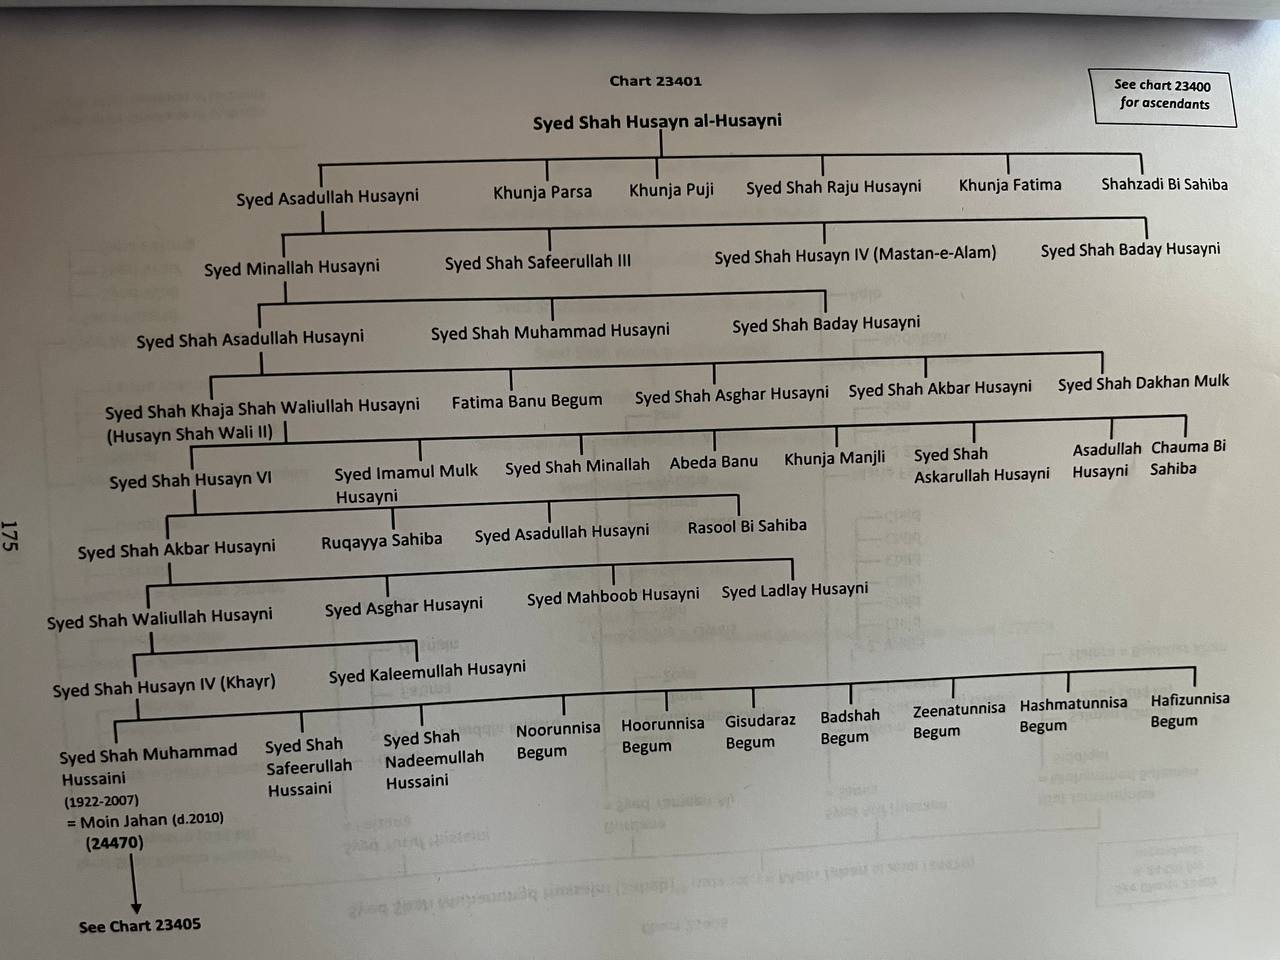 Chart 23401
See chart 23400
for ascendants
Syed Shah Husayn al-Husayni
Syed Asadullah Husayni
Khunja Parsa
Khunja Puji
Syed Shah Raju Husayni
Khunja Fatima
Shahzadi Bi Sahiba
Syed Minallah Husayni
Syed Shah Safeerullah III
Syed Shah Husayn IV (Mastan-e-Alam)
Syed Shah Baday Husayni
Syed Shah Asadullah Husayni
Syed Shah Muhammad Husayni
Syed Shah Baday Husayni
Syed Shah Khaja Shah Waliullah Husayni
(Husayn Shah Wali II)
Fatima Banu Begum
Syed Shah Asghar Husayni
Syed Shah Akbar Husayni
Syed Shah Dakhan Mulk
Syed Shah Husayn VI
Syed Imamul Mulk
Husayni
Syed Shah Minallah
Abeda Banu
Khunja Manjli
Syed Shah
Askarullah Husayni
Asadullah
Husayni
Chauma Bi
Sahiba
Syed Shah Akbar Husayni
Ruqayya Sahiba
Syed Asadullah Husayni
Rasool Bi Sahiba
Syed Shah Waliullah Husayni
Syed Asghar Husayni
Syed Mahboob Husayni
Syed Ladlay Husayni
Syed Shah Husayn IV (Khayr)
Syed Kaleemullah Husayni
Syed Shah Muhammad
Hussaini
(1922-2007)
= Moin Jahan (d.2010)
(24470)
Syed Shah
Safeerullah
Hussaini
Syed Shah
Nadeemullah
Hussaini
Noorunnisa
Begum
Hoorunnisa
Begum
Gisudaraz
Begum
Badshah
Begum
Zeenatunnisa
Begum
Hashmatunnisa
Begum
Hafizunnisa
Begum
See Chart 23405
175